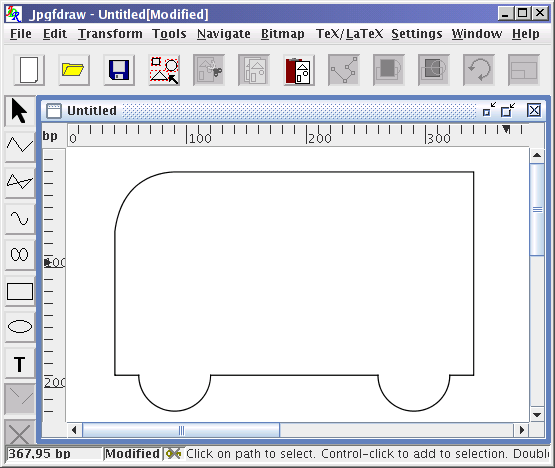 Jpgfdraw - Untitled[Modified]
File Edit Transform Tools Navigate Bitmap TeX/LaTeX Settings Window Help
Untitled
bp 0 100 200 300
100
200
T
367,95 bp Modified Click on path to select. Control-click to add to selection. Doubl